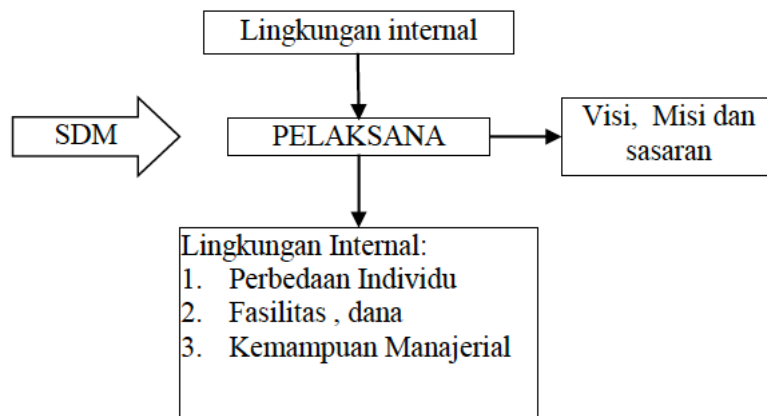 Lingkungan internal
SDM
PELAKSANA
Visi, Misi dan
sasaran
Lingkungan Internal:
1. Perbedaan Individu
2. Fasilitas , dana
3. Kemampuan Manajerial